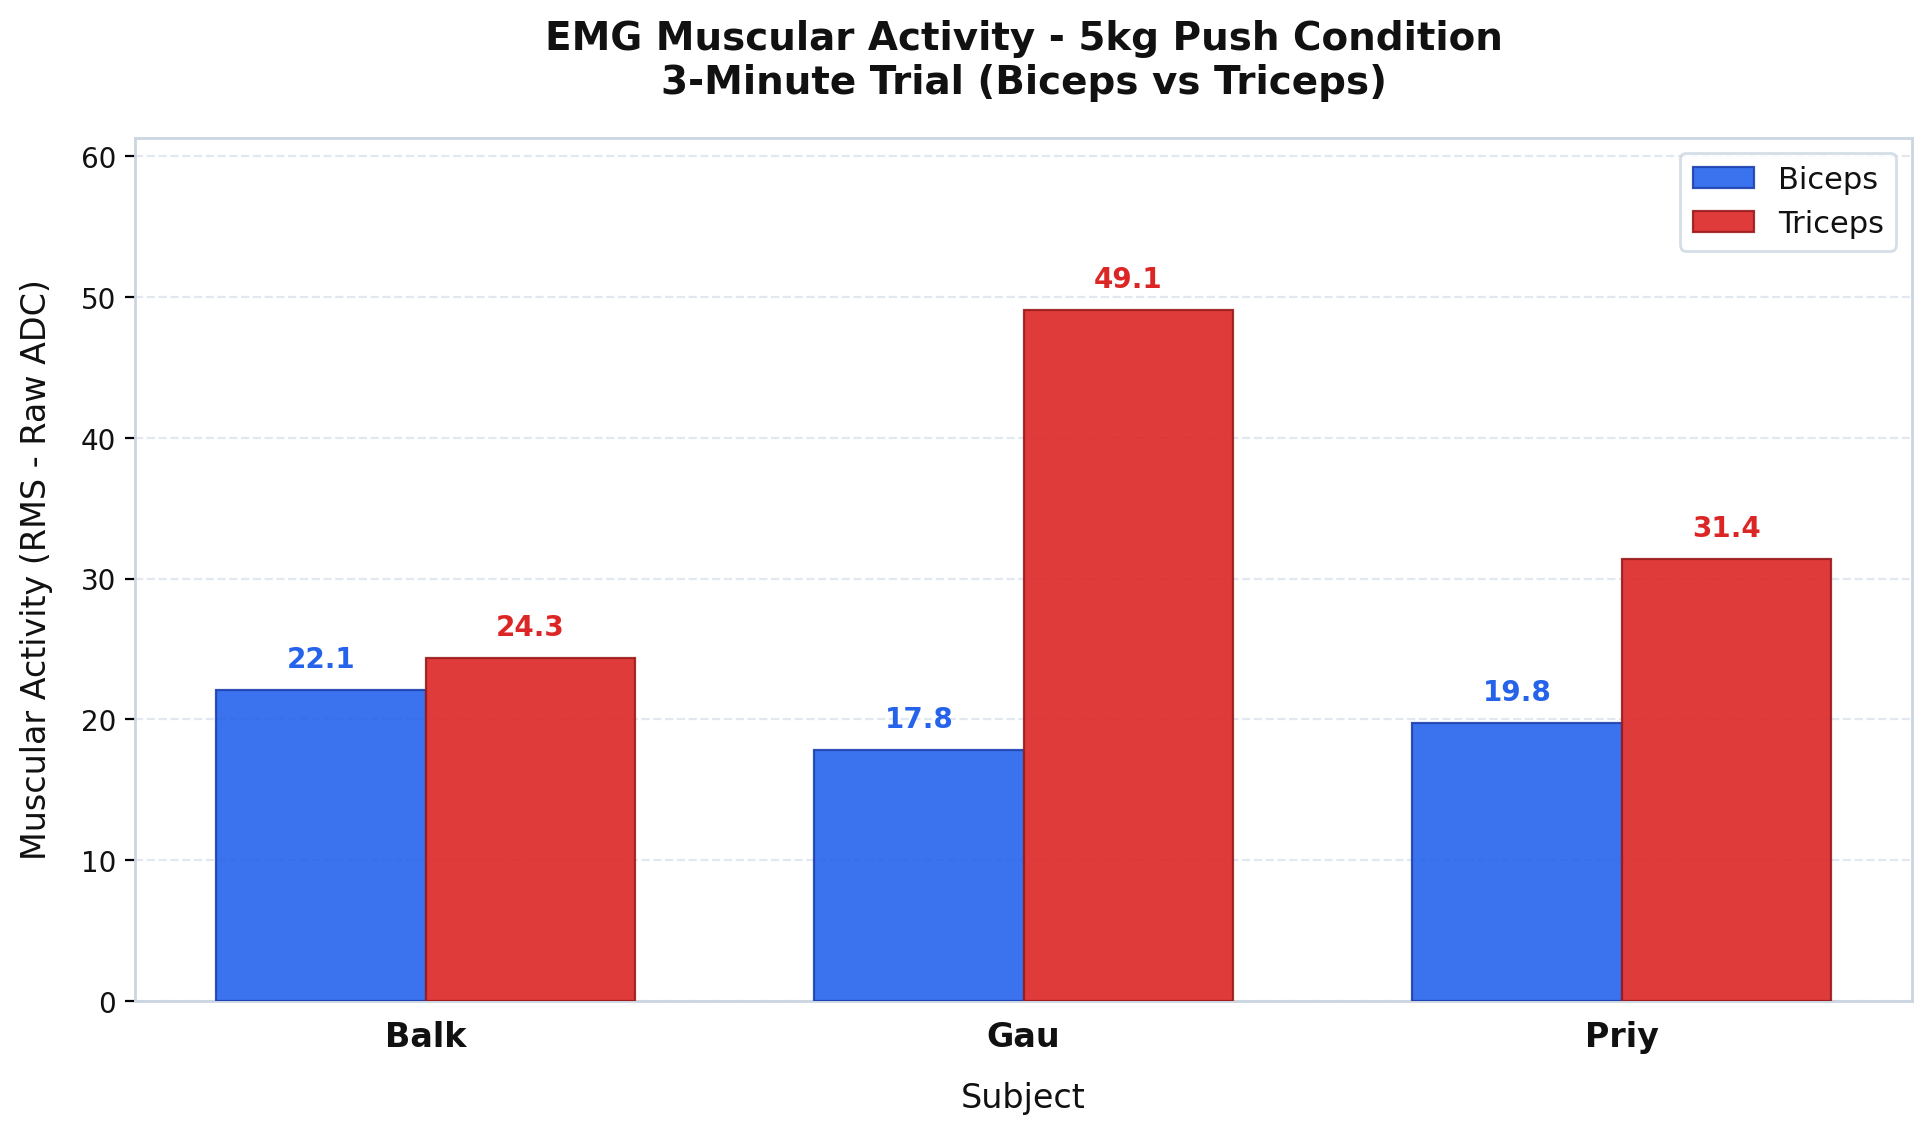 EMG Muscular Activity - 5kg Push Condition
3-Minute Trial (Biceps vs Triceps)
Muscular Activity (RMS - Raw ADC)
60
50
40
30
20
10
0
Biceps
Triceps
22.1
24.3
17.8
49.1
19.8
31.4
Balk
Gau
Priy
Subject